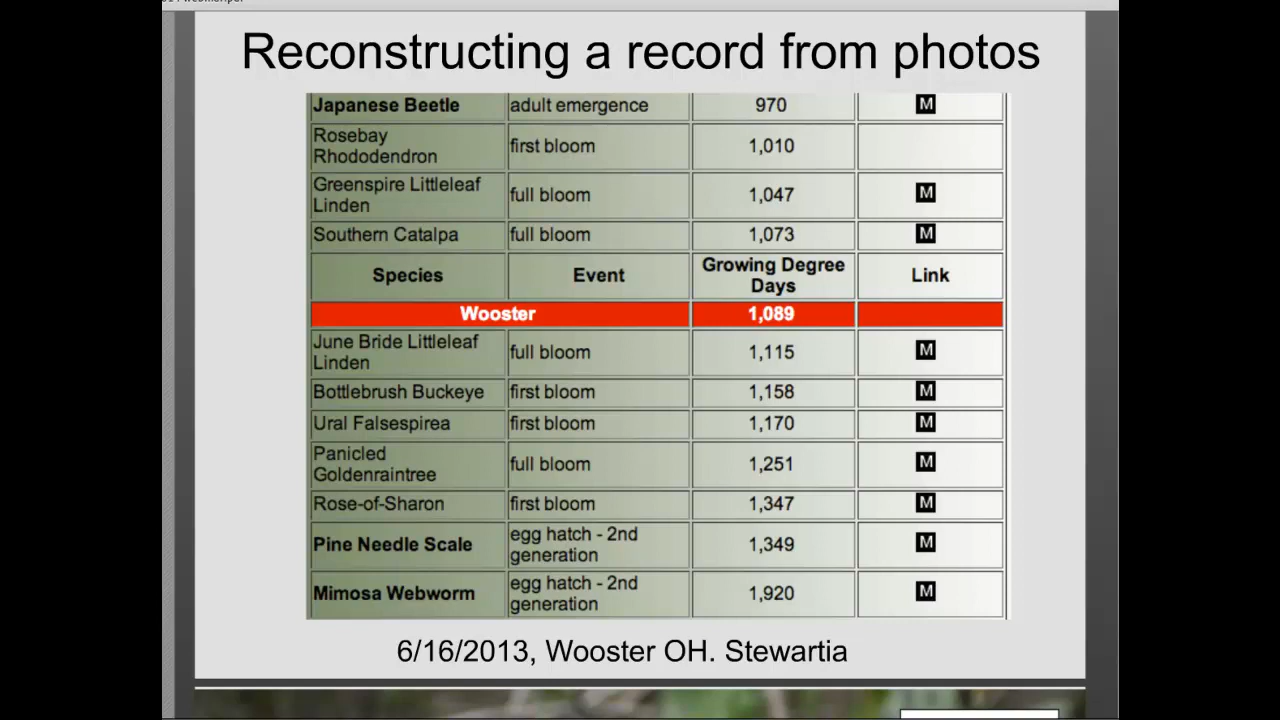 Reconstructing a record from photos
Japanese Beetle adult emergence 970 M
Rosebay Rhododendron first bloom 1,010
Greenspire Littleleaf Linden full bloom 1,047 M
Southern Catalpa full bloom 1,073 M
Species Event Growing Degree Days Link
Wooster 1,089
June Bride Littleleaf Linden full bloom 1,115 M
Bottlebrush Buckeye first bloom 1,158 M
Ural Falsespirea first bloom 1,170 M
Panicled Goldenraintree full bloom 1,251 M
Rose-of-Sharon first bloom 1,347 M
Pine Needle Scale egg hatch - 2nd generation 1,349 M
Mimosa Webworm egg hatch - 2nd generation 1,920 M
6/16/2013, Wooster OH. Stewartia